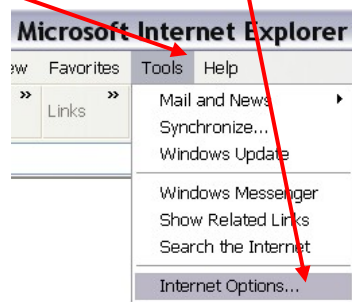 Microsoft Internet Explorer
ew Favorites Tools Help
» Links »
Mail and News
Synchronize...
Windows Update
Windows Messenger
Show Related Links
Search the Internet
Internet Options...